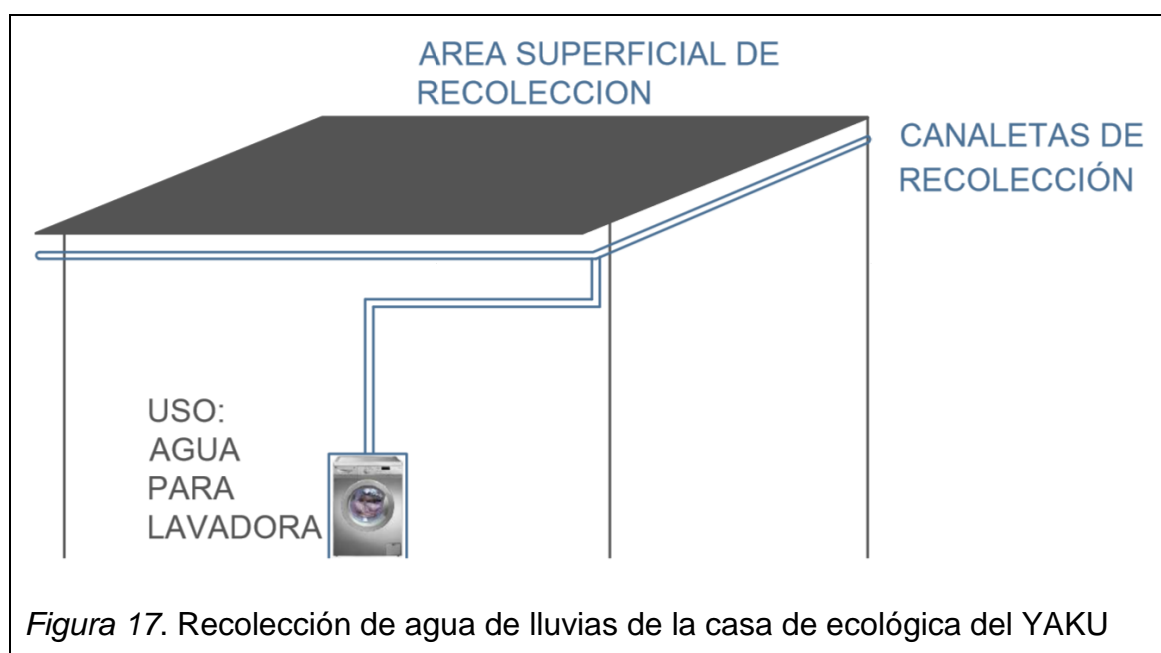 AREA SUPERFICIAL DE
RECOLECCION
CANALETAS DE
RECOLECCIÓN
USO:
AGUA
PARA
LAVADORA
Figura 17. Recolección de agua de lluvias de la casa de ecológica del YAKU